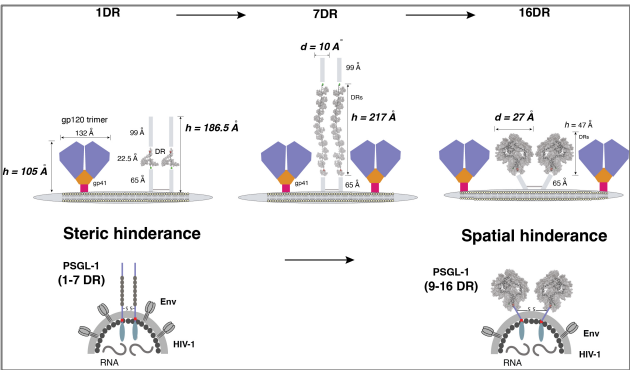 1DR
7DR
16DR
d = 10 Å
99 Å
DRs
h = 217 Å
65 Å
gp41
gp120 trimer
132 Å
h = 105 Å
gp41
99 Å
DR
22.5 Å
65 Å
h = 186.5 Å
d = 27 Å
h = 47 Å
DRs
65 Å
Steric hinderance
Spatial hinderance
PSGL-1
(1-7 DR)
s s
Env
HIV-1
RNA
PSGL-1
(9-16 DR)
s s
Env
HIV-1
RNA